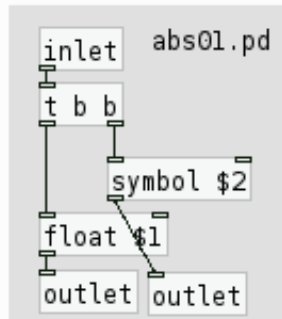 inlet
abs01.pd
t b b
symbol $2
float $1
outlet
outlet